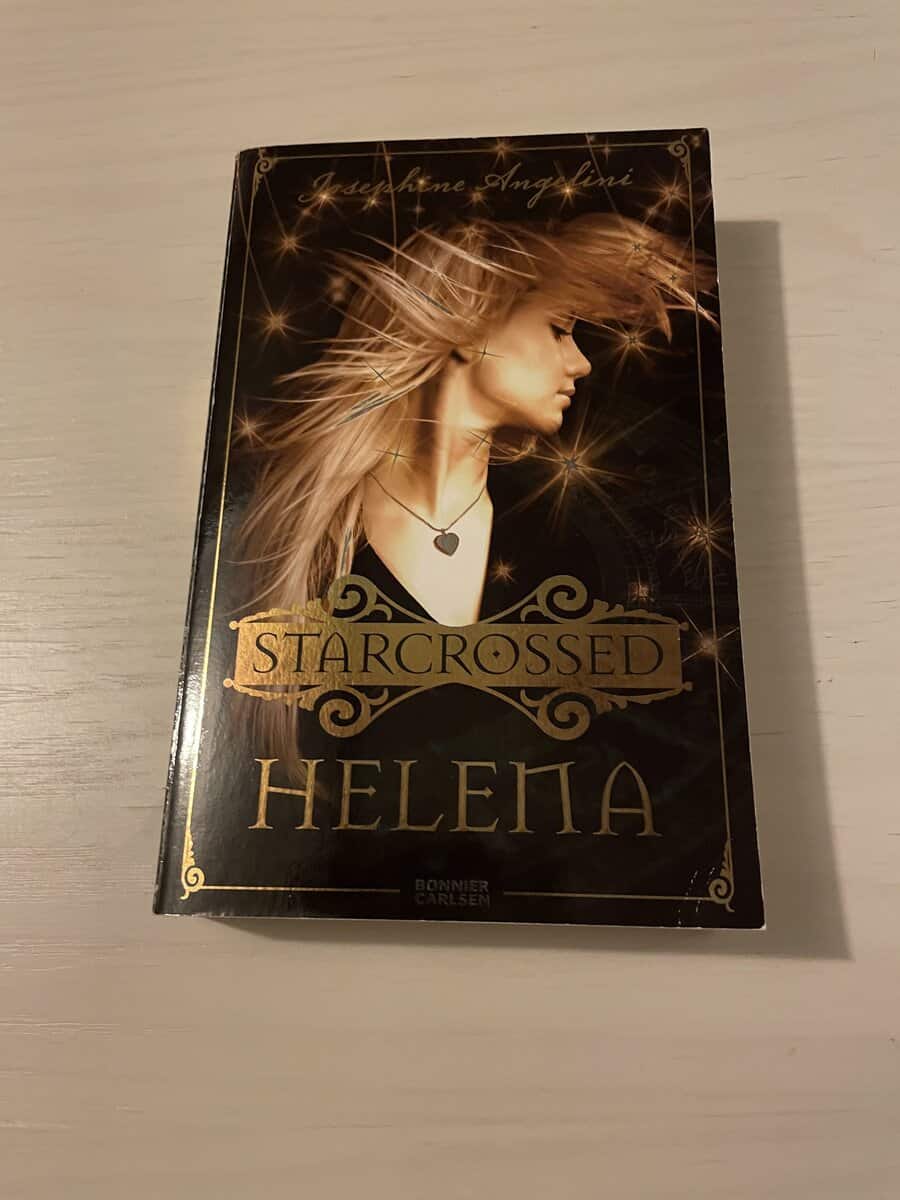 Josephine Angelini
STARCROSSED
HELENA
BONNIER
CARLSEN